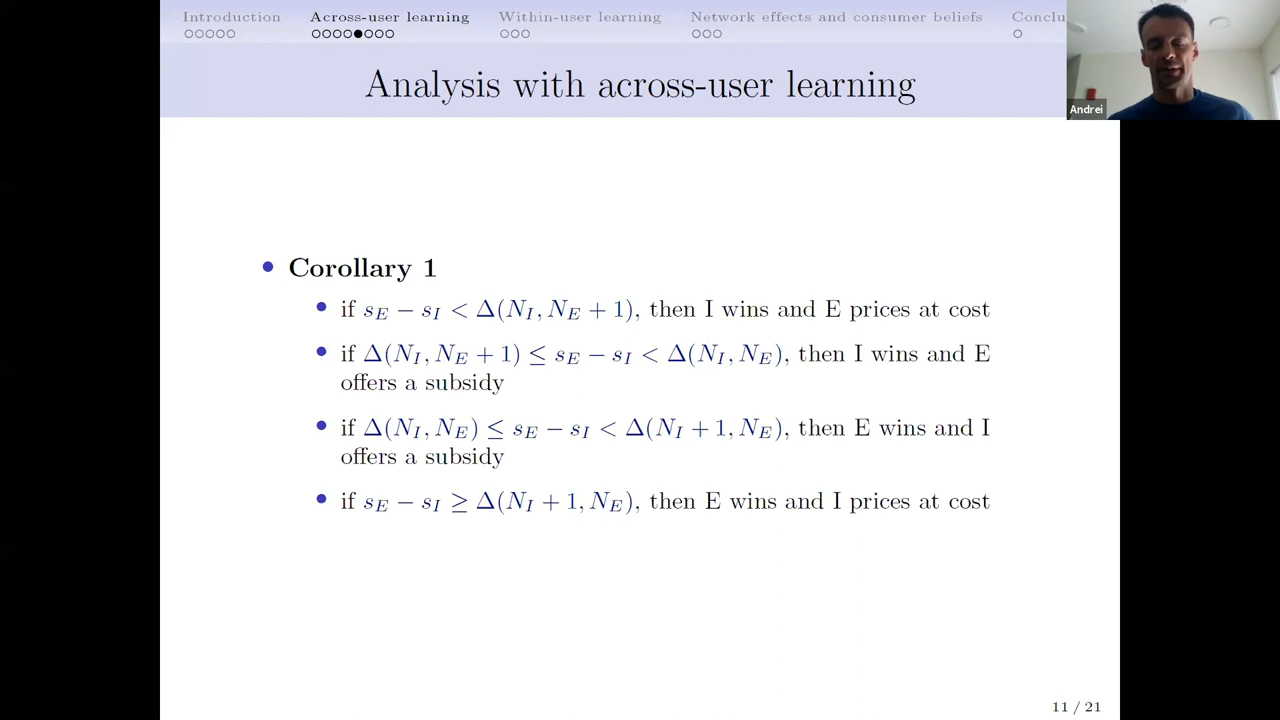 Introduction Across-user learning Within-user learning Network effects and consumer beliefs Conclu
Andrei
Analysis with across-user learning
• Corollary 1
• if s_E − s_I < Δ(N_I, N_E + 1), then I wins and E prices at cost
• if Δ(N_I, N_E + 1) ≤ s_E − s_I < Δ(N_I, N_E), then I wins and E
offers a subsidy
• if Δ(N_I, N_E) ≤ s_E − s_I < Δ(N_I + 1, N_E), then E wins and I
offers a subsidy
• if s_E − s_I ≥ Δ(N_I + 1, N_E), then E wins and I prices at cost
11 / 21